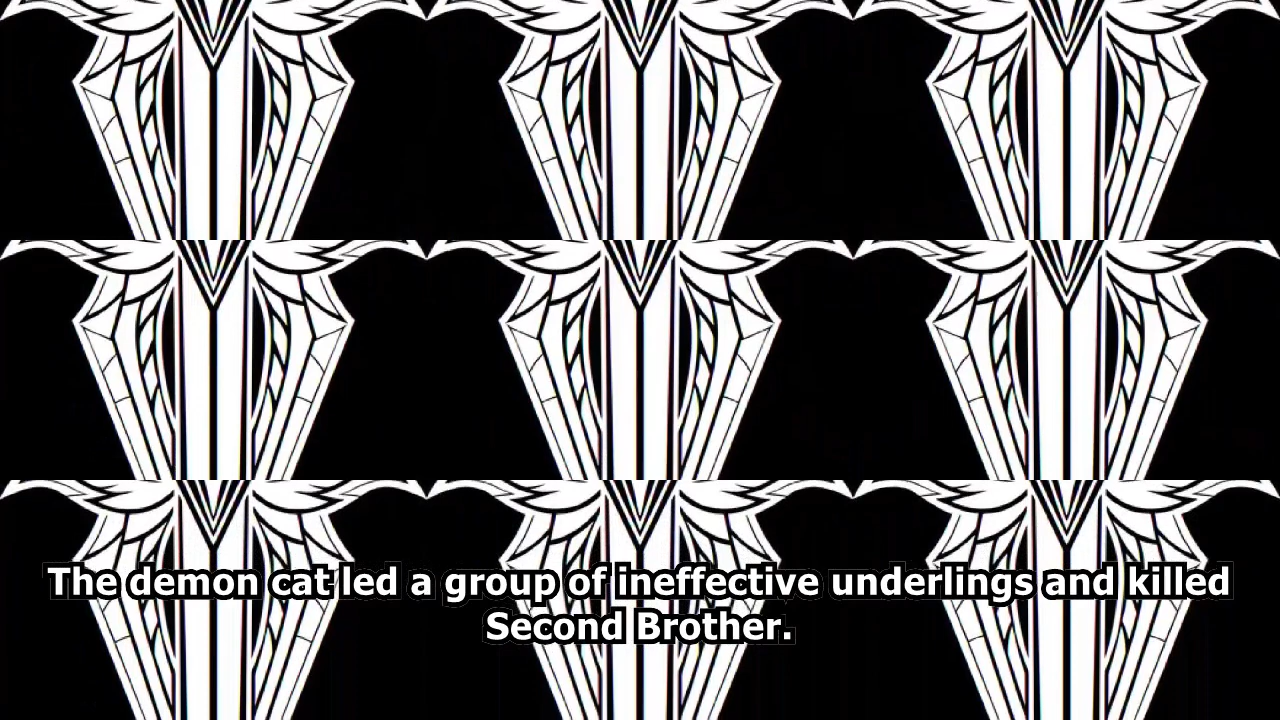 The demon cat led a group of ineffective underlings and killed
Second Brother.